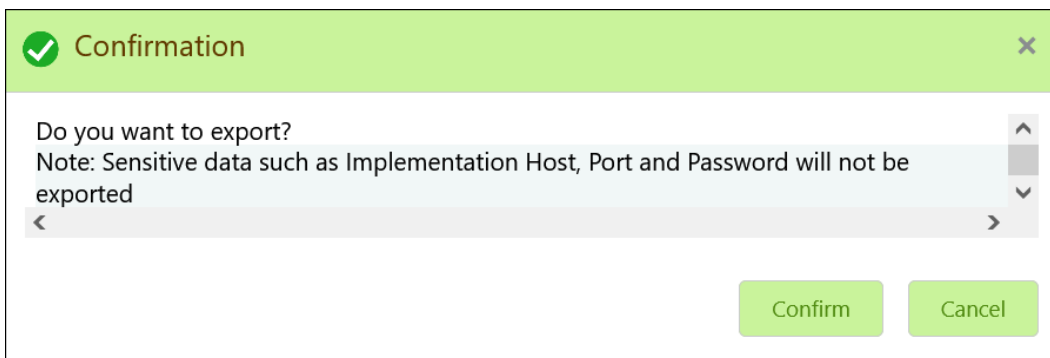 Confirmation
Do you want to export?
Note: Sensitive data such as Implementation Host, Port and Password will not be
exported
Confirm
Cancel